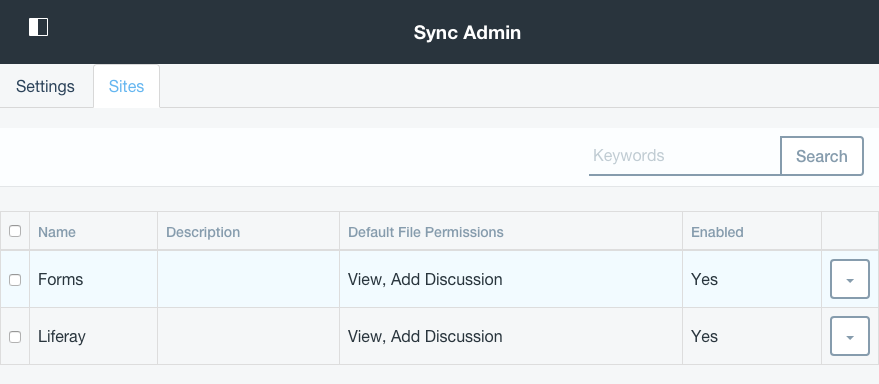 Sync Admin
Settings Sites
Keywords Search
Name Description Default File Permissions Enabled
Forms View, Add Discussion Yes
Liferay View, Add Discussion Yes